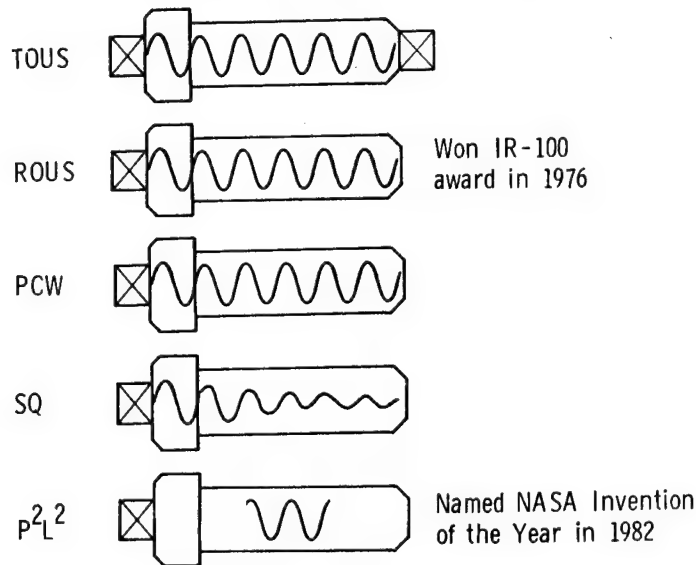 TOUS
ROUS
Won IR-100
award in 1976
PCW
SQ
P²L²
Named NASA Invention
of the Year in 1982